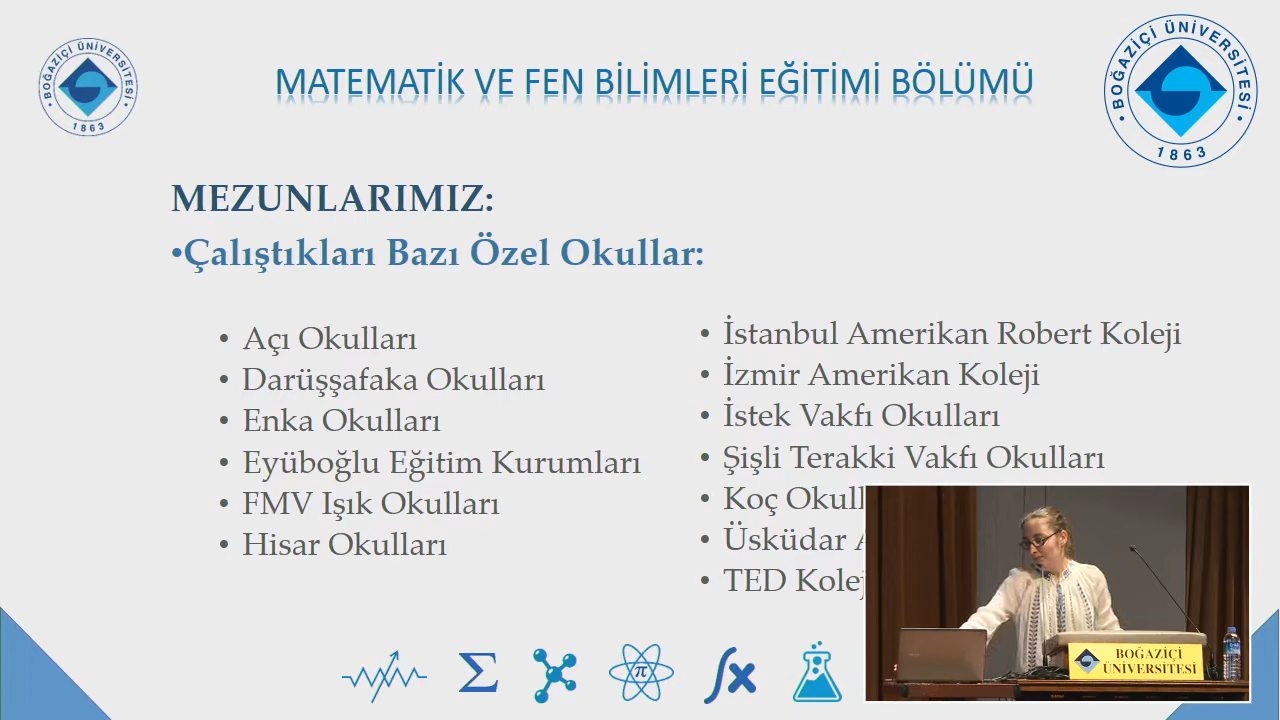 BOĞAZİÇİ ÜNİVERSİTESİ
1863
MATEMATİK VE FEN BİLİMLERİ EĞİTİMİ BÖLÜMÜ
BOĞAZİÇİ ÜNİVERSİTESİ
1863
MEZUNLARIMIZ:
•Çalıştıkları Bazı Özel Okullar:
• Açı Okulları
• Darüşşafaka Okulları
• Enka Okulları
• Eyüboğlu Eğitim Kurumları
• FMV Işık Okulları
• Hisar Okulları
• İstanbul Amerikan Robert Koleji
• İzmir Amerikan Koleji
• İstek Vakfı Okulları
• Şişli Terakki Vakfı Okulları
• Koç
• Üsküdar
• TED
Σ
π
∫x
BOĞAZİÇİ
ÜNİVERSİTESİ